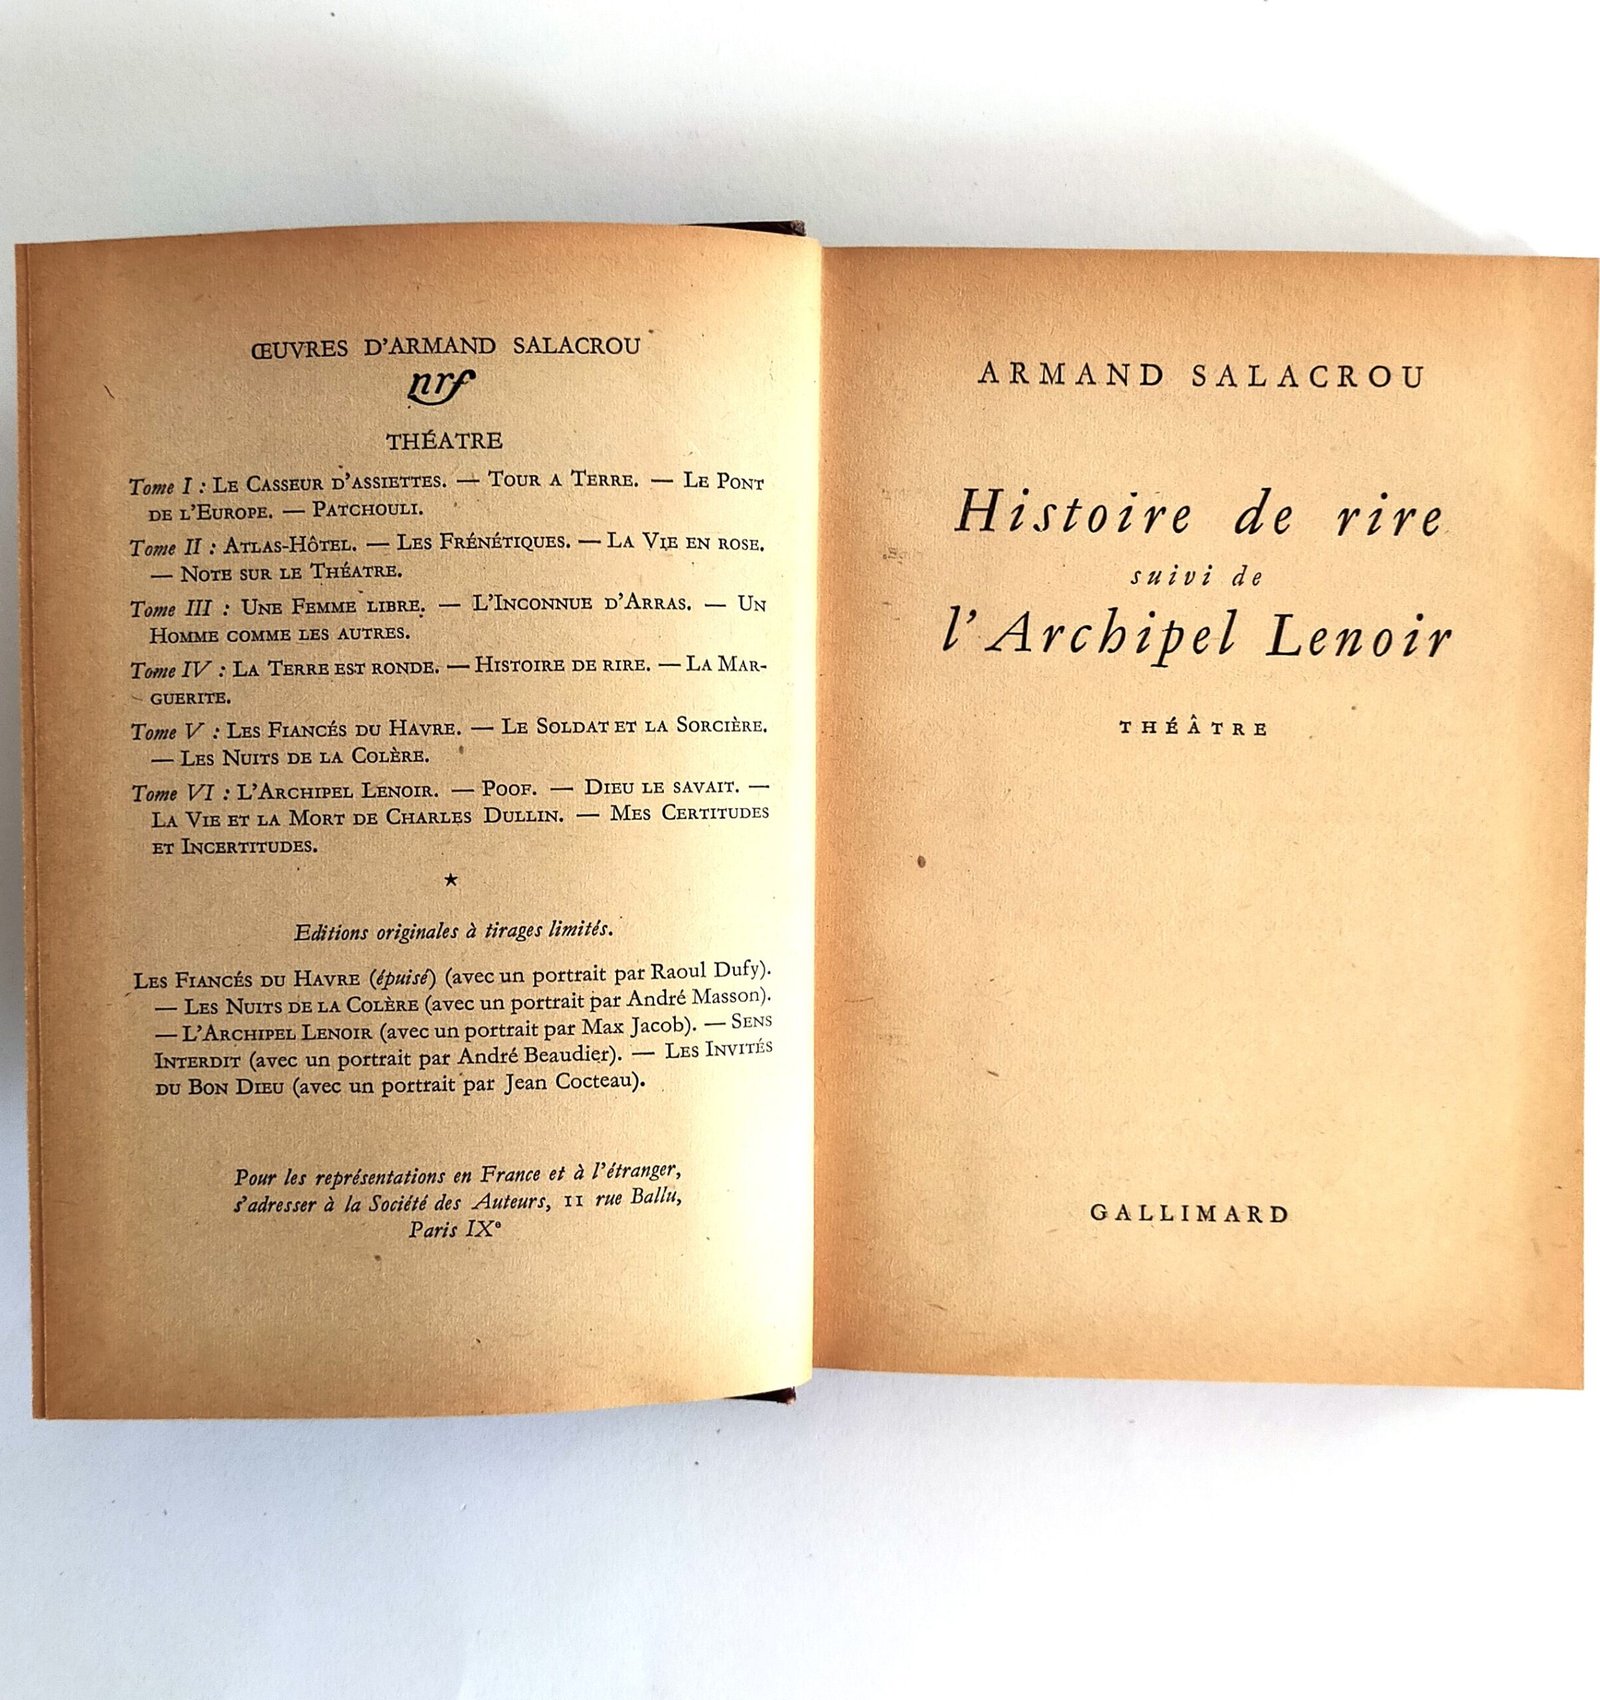 ŒUVRES D'ARMAND SALACROU
nrf
THÉATRE
Tome I : LE CASSEUR D'ASSIETTES. — TOUR A TERRE. — LE PONT
DE L'EUROPE. — PATCHOULI.
Tome II : ATLAS-HÔTEL. — LES FRÉNÉTIQUES. — LA VIE EN ROSE.
— NOTE SUR LE THÉATRE.
Tome III : UNE FEMME LIBRE. — L'INCONNUE D'ARRAS. — UN
HOMME COMME LES AUTRES.
Tome IV : LA TERRE EST RONDE. — HISTOIRE DE RIRE. — LA MAR-
GUERITE.
Tome V : LES FIANCÉS DU HAVRE. — LE SOLDAT ET LA SORCIÈRE.
— LES NUITS DE LA COLÈRE.
Tome VI : L'ARCHIPEL LENOIR. — POOF. — DIEU LE SAVAIT. —
LA VIE ET LA MORT DE CHARLES DULLIN. — MES CERTITUDES
ET INCERTITUDES.
★
Editions originales à tirages limités.
LES FIANCÉS DU HAVRE (épuisé) (avec un portrait par Raoul Dufy).
— LES NUITS DE LA COLÈRE (avec un portrait par André Masson).
— L'ARCHIPEL LENOIR (avec un portrait par Max Jacob). — SENS
INTERDIT (avec un portrait par André Beaudier). — LES INVITÉS
DU BON DIEU (avec un portrait par Jean Cocteau).
Pour les représentations en France et à l'étranger,
s'adresser à la Société des Auteurs, 11 rue Ballu,
Paris IXe
ARMAND SALACROU
Histoire de rire
suivi de
l'Archipel Lenoir
THÉÂTRE
GALLIMARD